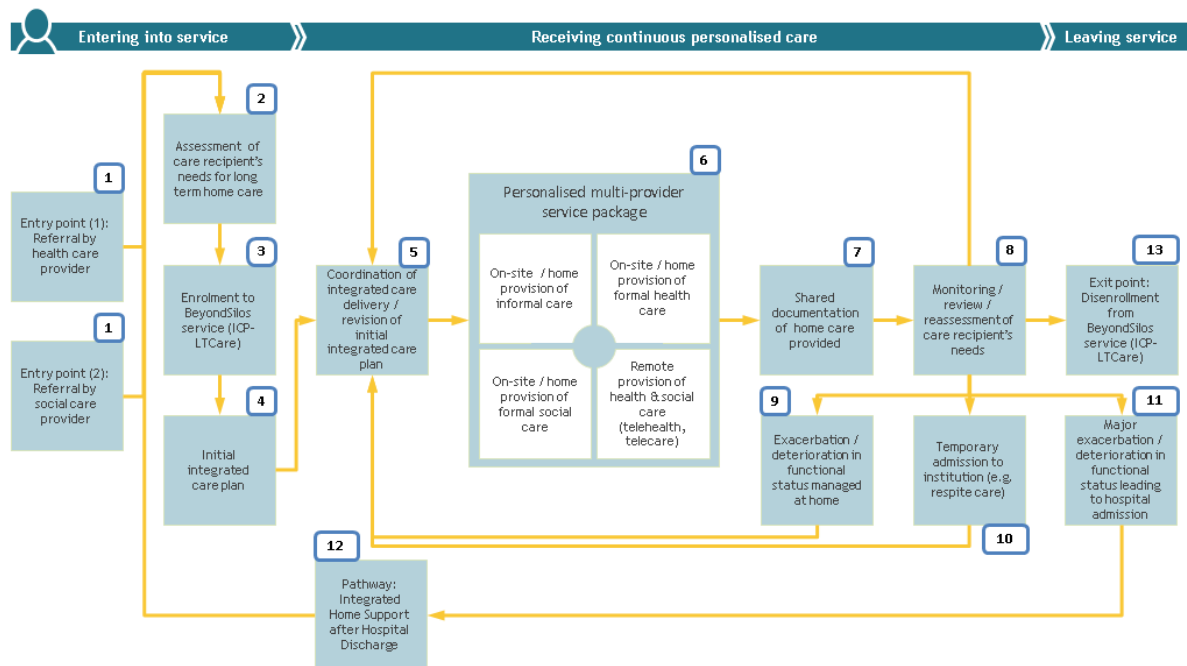 Entering into service
Receiving continuous personalised care
Leaving service
1
Entry point (1):
Referral by
health care
provider
1
Entry point (2):
Referral by
social care
provider
2
Assessment of
care recipient's
needs for long
term home care
3
Enrolment to
BeyondSilos
service (ICP-
LTCare)
4
Initial
integrated
care plan
5
Coordination of
integrated care
delivery /
revision of
initial
integrated care
plan
6
Personalised multi-provider
service package
On-site / home
provision of
informal care
On-site / home
provision of
formal health
care
On-site / home
provision of
formal social
care
Remote
provision of
health & social
care
(telehealth,
telecare)
7
Shared
documentation
of home care
provided
8
Monitoring /
review /
reassessment of
care recipient's
needs
13
Exit point:
Disenrollment
from
BeyondSilos
service (ICP-
LTCare)
9
Exacerbation /
deterioration in
functional
status managed
at home
Temporary
admission to
institution (e.g,
respite care)
10
11
Major
exacerbation /
deterioration in
functional status
leading to
hospital
admission
12
Pathway:
Integrated
Home Support
after Hospital
Discharge